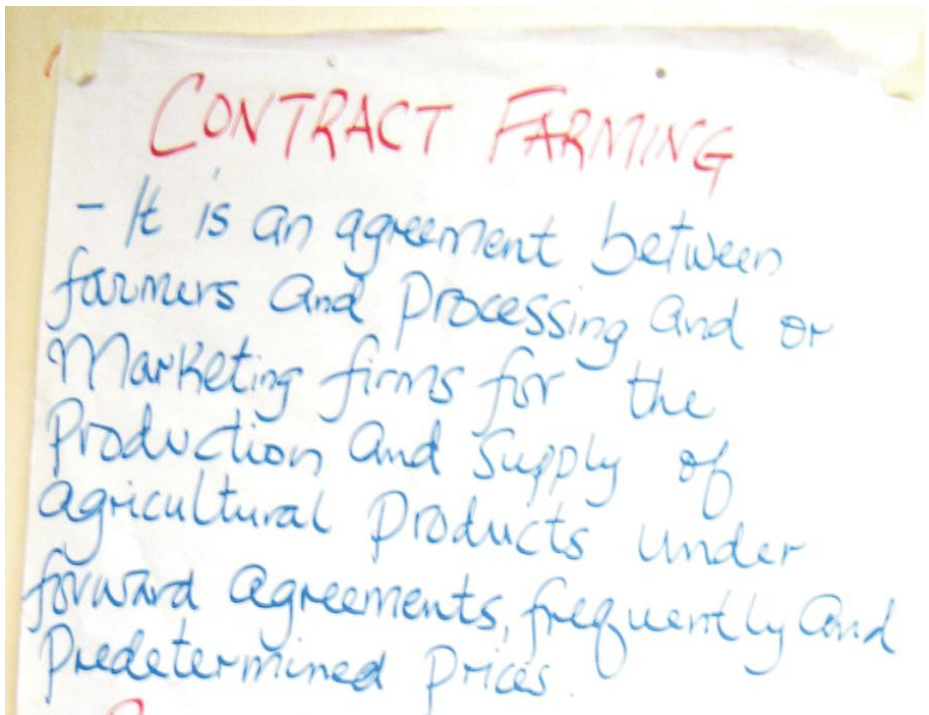 CONTRACT FARMING
- It is an agreement between
farmers and Processing and or
Marketing firms for the
Production and Supply of
agricultural Products under
forward agreements, frequently and
Predetermined Prices.